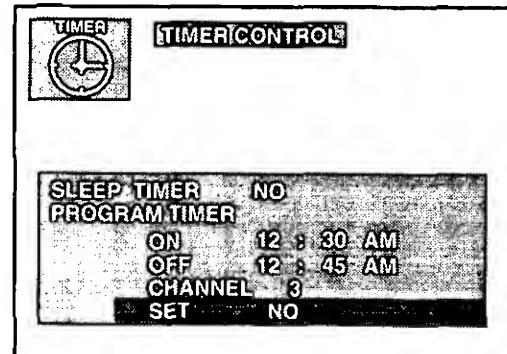 TIMER
TIMER CONTROL
SLEEP TIMER NO
PROGRAM TIMER
ON 12 : 30 AM
OFF 12 : 45 AM
CHANNEL 3
SET NO